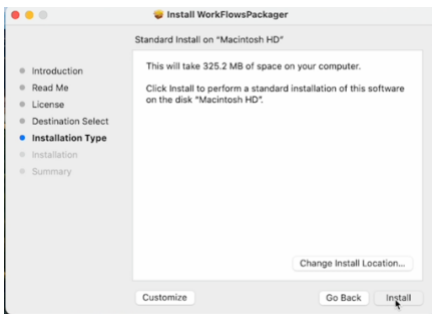 Install WorkFlowsPackager
Standard Install on "Macintosh HD"
Introduction
Read Me
License
Destination Select
Installation Type
Installation
Summary
This will take 325.2 MB of space on your computer.
Click Install to perform a standard installation of this software
on the disk "Macintosh HD".
Change Install Location...
Customize
Go Back
Install